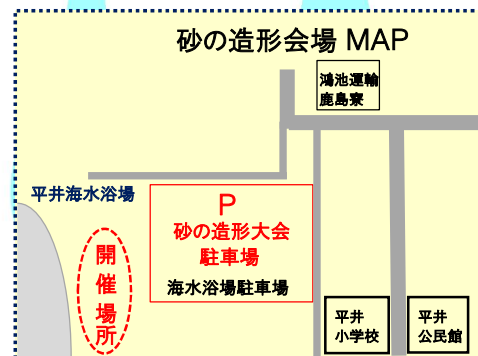 砂の造形会場 MAP
鴻池運輸
鹿島寮
平井海水浴場
P
砂の造形大会
駐車場
海水浴場駐車場
開催場所
平井
小学校
平井
公民館